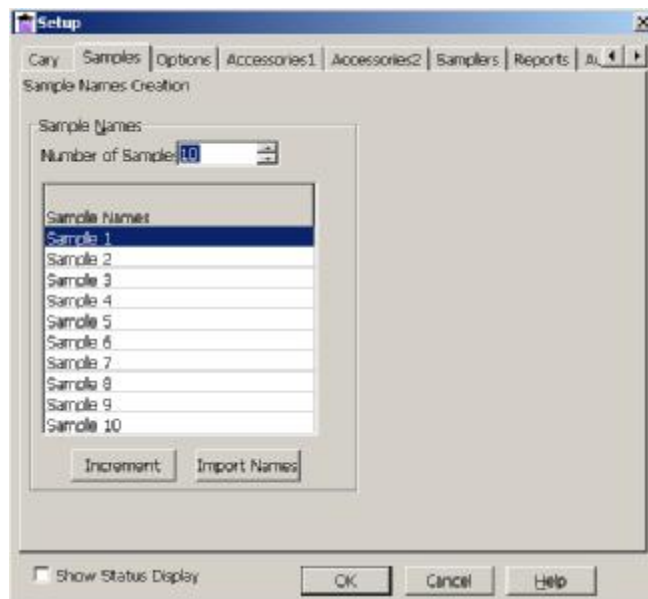 Setup
Cary Samples Options Accessories1 Accessories2 Samplers Reports
Sample Names Creation
Sample Names
Number of Sample 10
Sample Names
Sample 1
Sample 2
Sample 3
Sample 4
Sample 5
Sample 6
Sample 7
Sample 8
Sample 9
Sample 10
Increment Import Names
Show Status Display OK Cancel Help